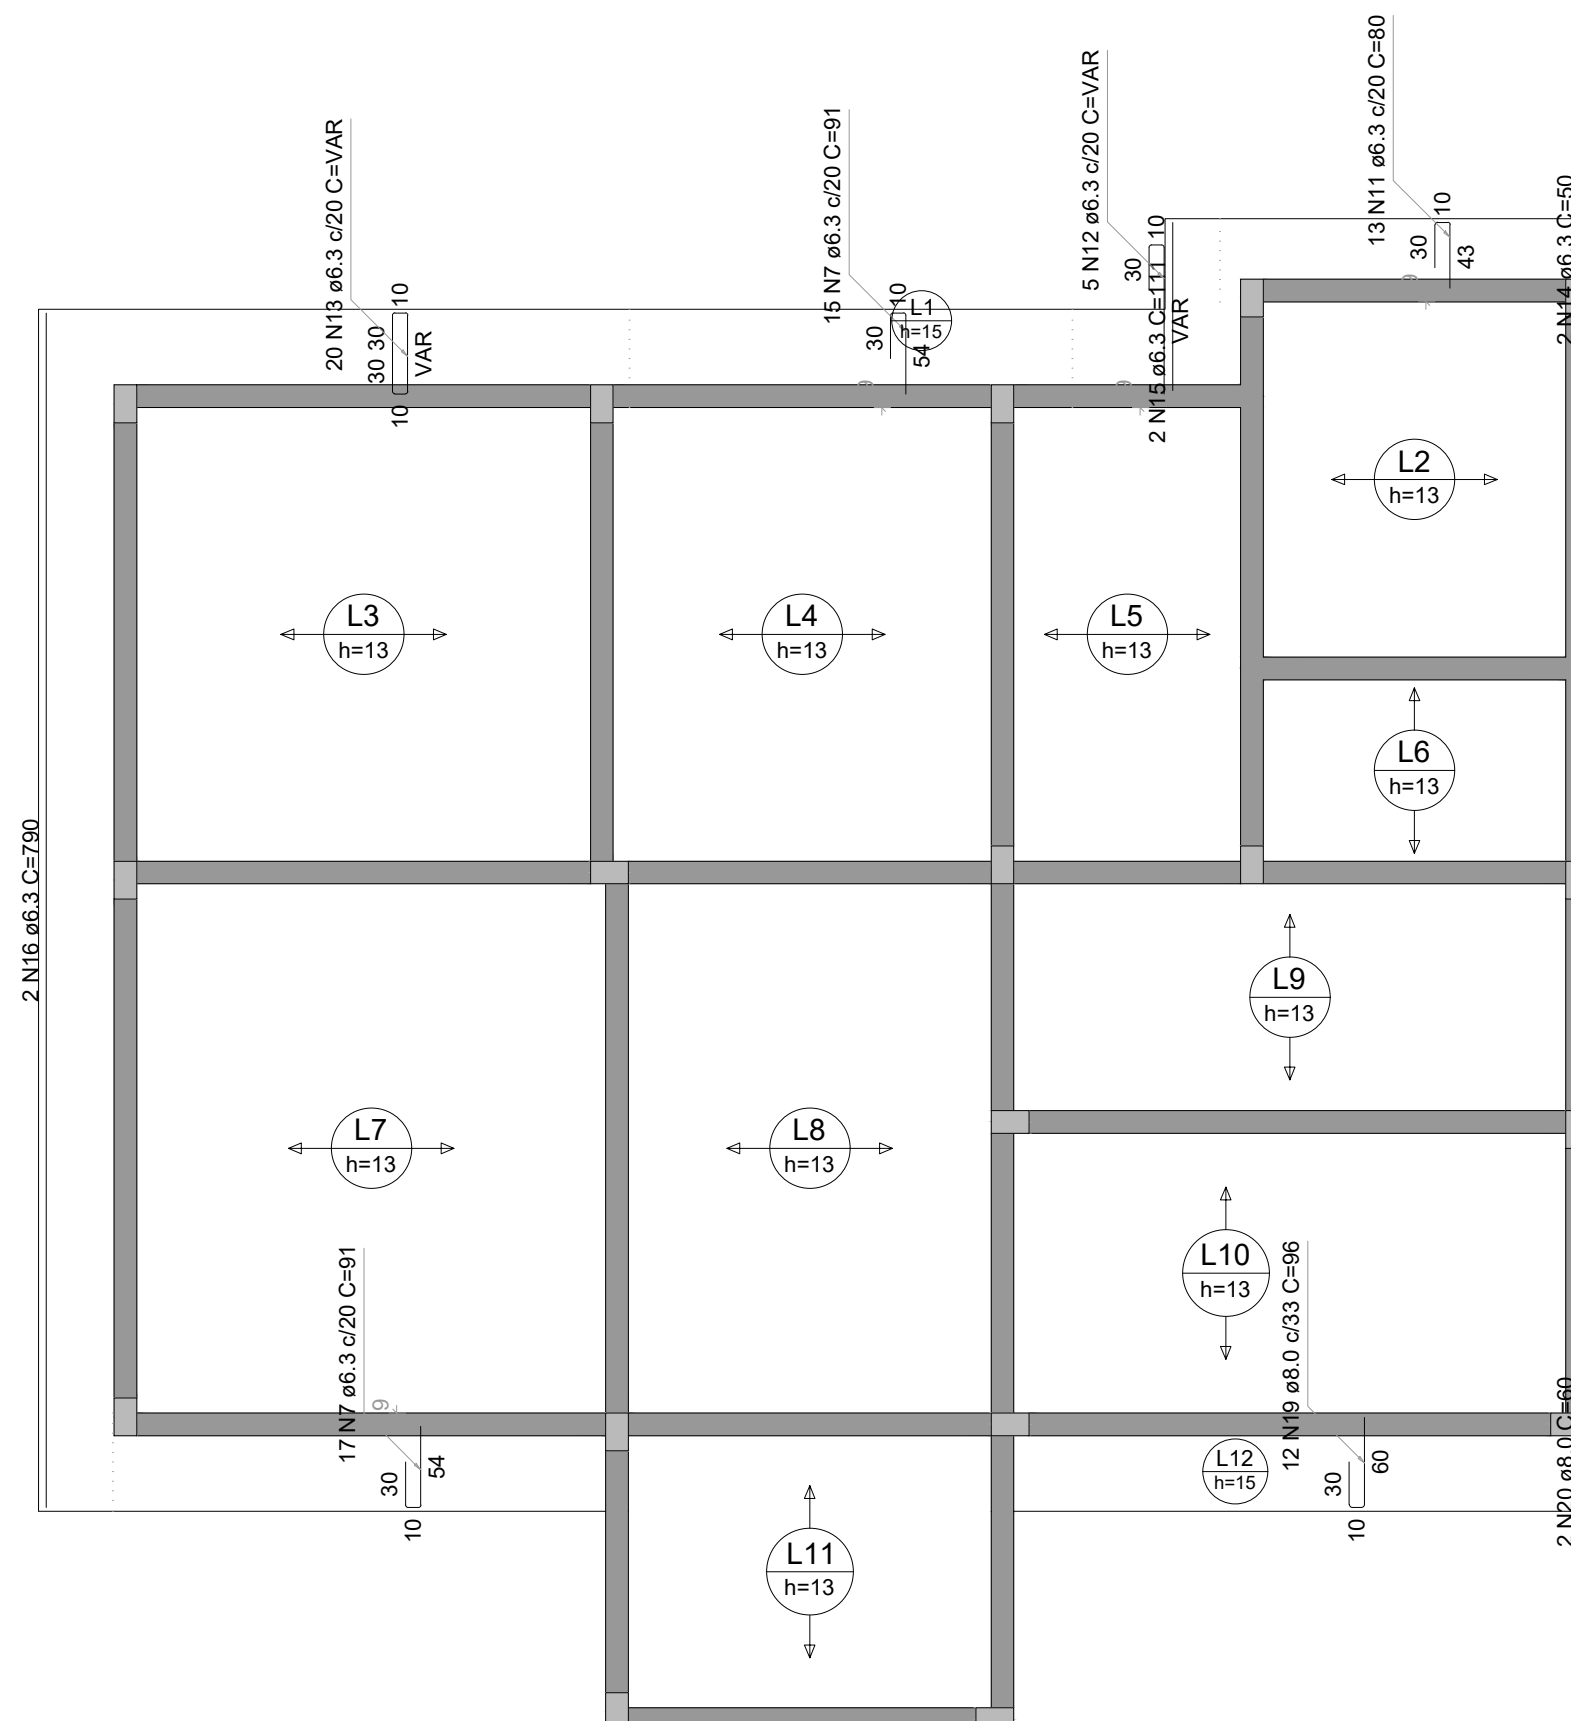 13 N11 ø6.3 c/20 C=80
10
30
43
5 N12 ø6.3 c/20 C=VAR
10
30
VAR
2 N15 ø6.3 C=111
15 N7 ø6.3 c/20 C=91
10
30
54
L1
h=15
20 N13 ø6.3 c/20 C=VAR
10
30 30
VAR
10
2 N14 ø6.3 C=50
9
9
9
L2
h=13
L3
h=13
L4
h=13
L5
h=13
L6
h=13
2 N16 ø6.3 C=790
L9
h=13
L7
h=13
L8
h=13
L10
h=13
17 N7 ø6.3 c/20 C=91
9
30
54
10
12 N19 ø8.0 c/33 C=96
30
60
10
L12
h=15
2 N20 ø8.0 C=60
L11
h=13